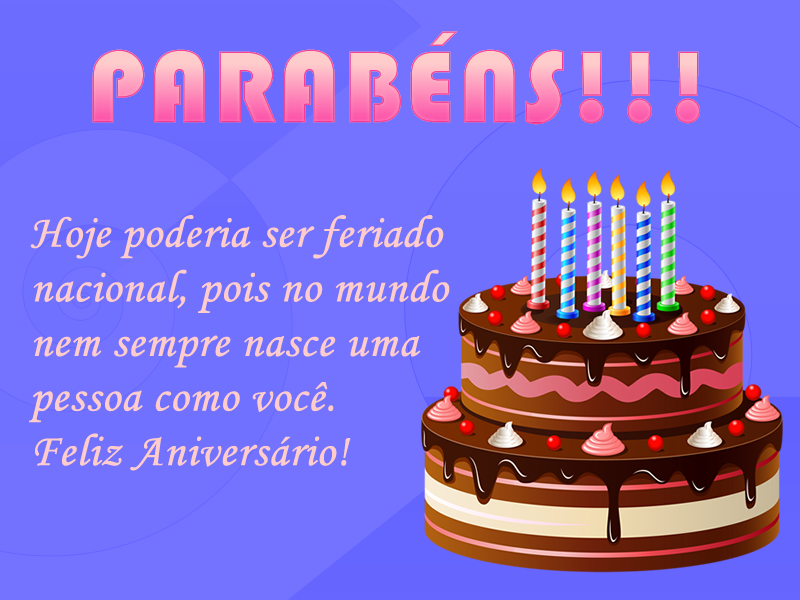 PARABÉNS!!!
Hoje poderia ser feriado
nacional, pois no mundo
nem sempre nasce uma
pessoa como você.
Feliz Aniversário!